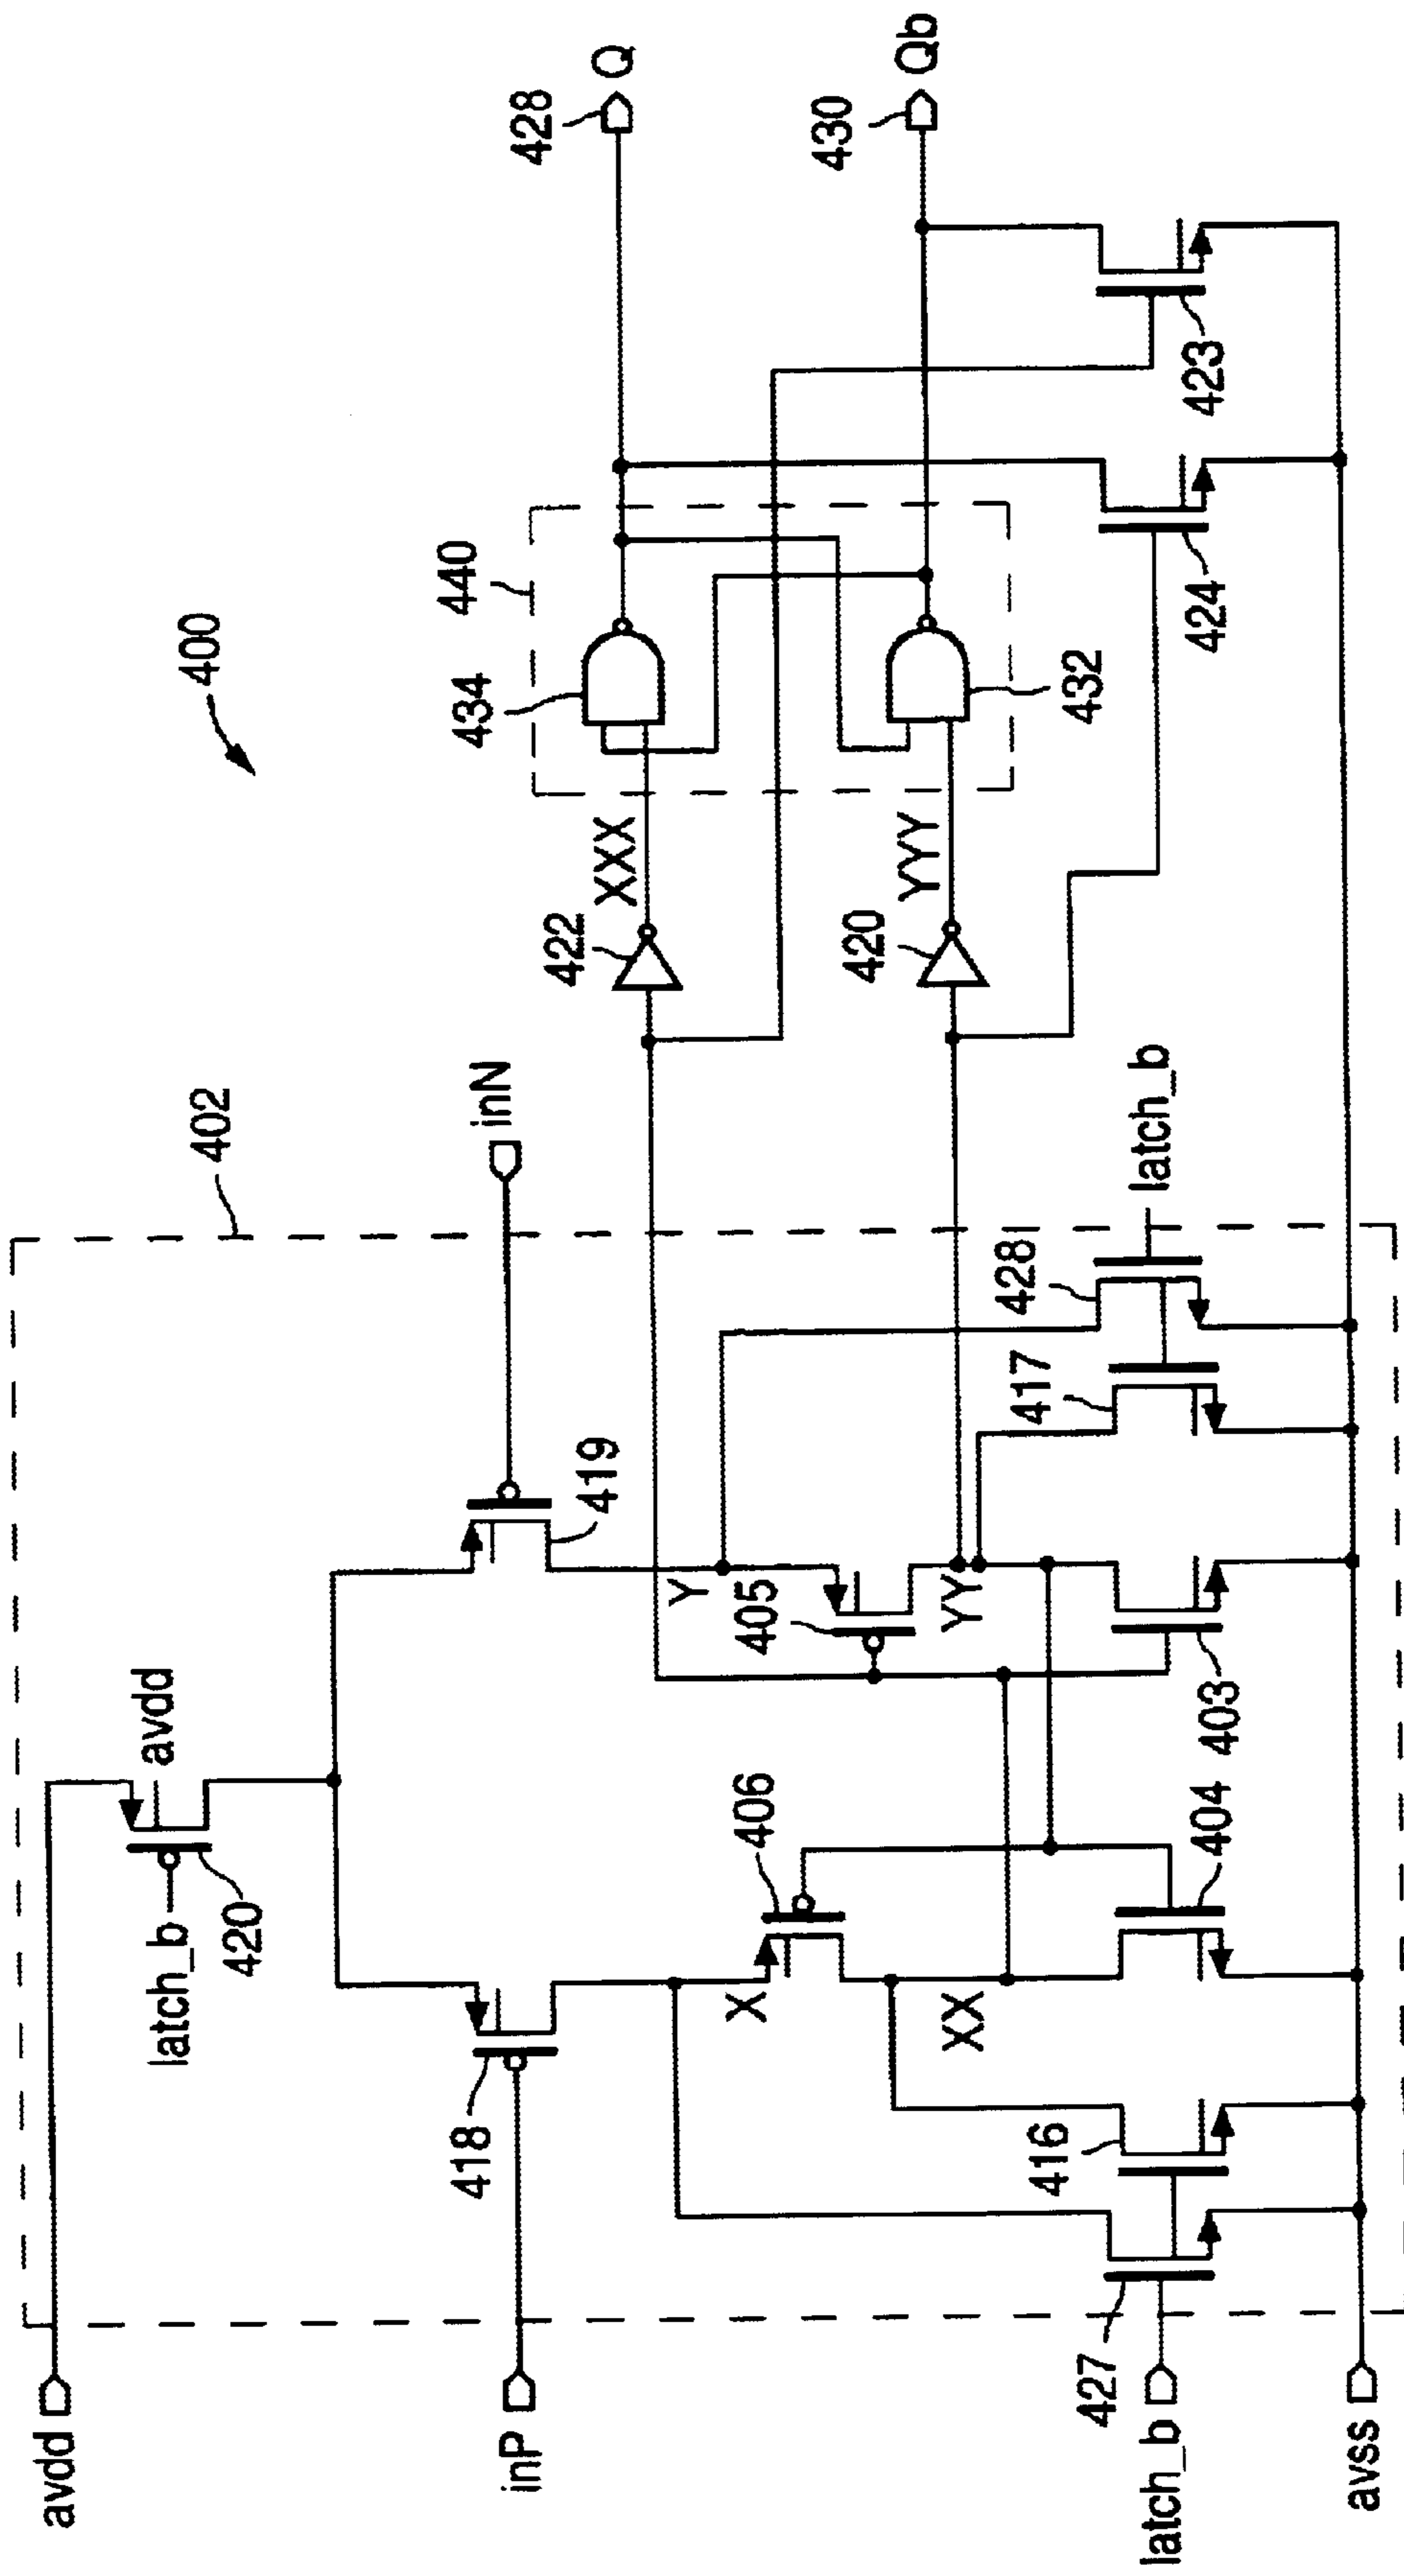 400
402
avdd
latch_b
avdd
420
inP
418
419
inN
X
406
Y
405
XX
YY
404
403
416
427
latch_b
417
428
latch_b
avss
422
XXX
420
YYY
440
434
432
424
423
428
Q
430
Qb